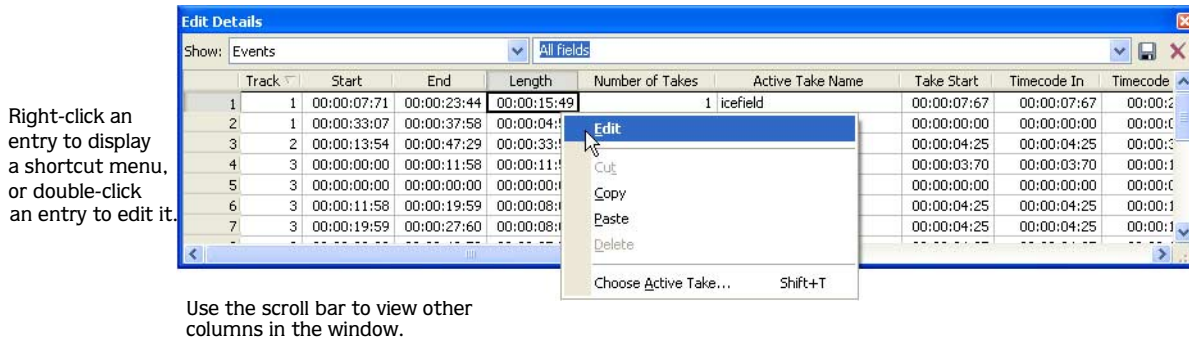 Edit Details
Show: Events All fields
Track Start End Length Number of Takes Active Take Name Take Start Timecode In Timecode
1 1 00:00:07:71 00:00:23:44 00:00:15:49 1 icefield 00:00:07:67 00:00:07:67
2 1 00:00:33:07 00:00:37:58 00:00:00:00 00:00:00:00
3 2 00:00:13:54 00:00:47:29 00:00:04:25 00:00:04:25
4 3 00:00:00:00 00:00:11:58 00:00:03:70 00:00:03:70
5 3 00:00:00:00 00:00:00:00 00:00:00:00 00:00:00:00
6 3 00:00:11:58 00:00:19:59 00:00:04:25 00:00:04:25
7 3 00:00:19:59 00:00:27:60 00:00:04:25 00:00:04:25
Edit
Cut
Copy
Paste
Delete
Choose Active Take... Shift+T
Right-click an
entry to display
a shortcut menu,
or double-click
an entry to edit it.
Use the scroll bar to view other
columns in the window.